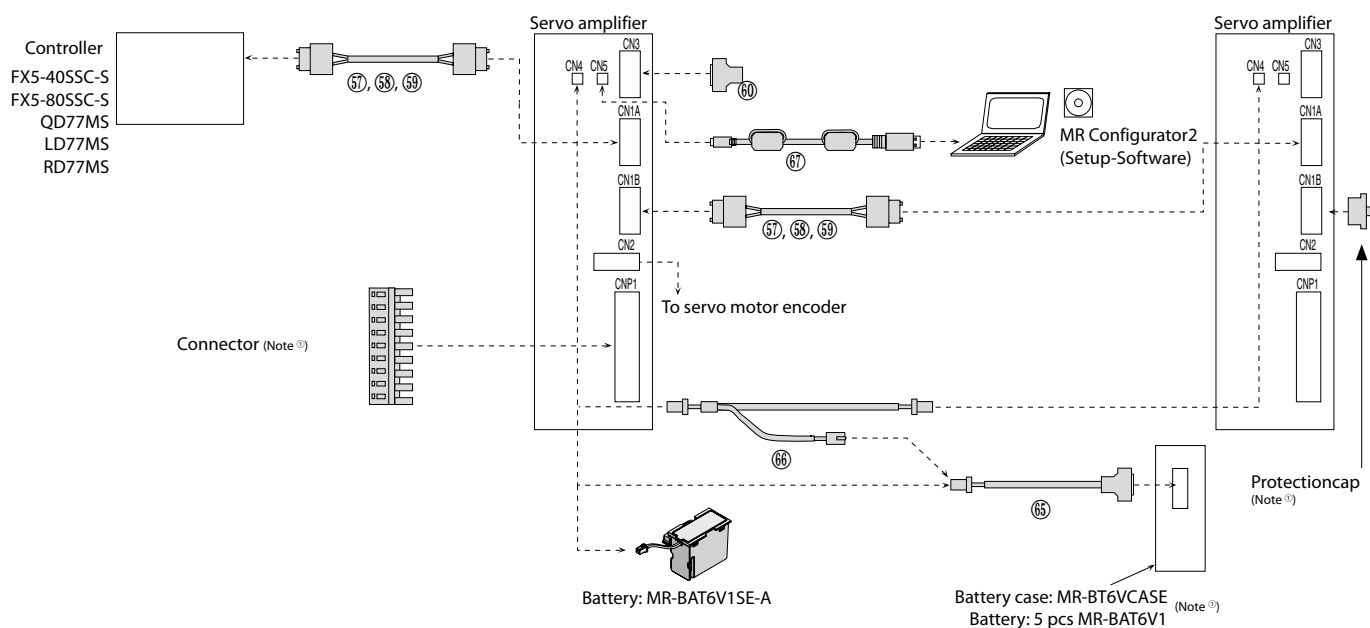 Servo amplifier
Servo amplifier
Controller
FX5-40SSC-S
FX5-80SSC-S
QD77MS
LD77MS
RD77MS
㊼, ㊽, ㊾
CN3
CN4
CN5
CN1A
CN1B
CN2
CNP1
60
67
MR Configurator2
(Setup-Software)
57, 58, 59
To servo motor encoder
Connector (Note ①)
66
65
Battery: MR-BAT6V1SE-A
Battery case: MR-BT6VCASE (Note ①)
Battery: 5 pcs MR-BAT6V1
CN3
CN4
CN5
CN1A
CN1B
CN2
CNP1
Protectioncap
(Note ①)